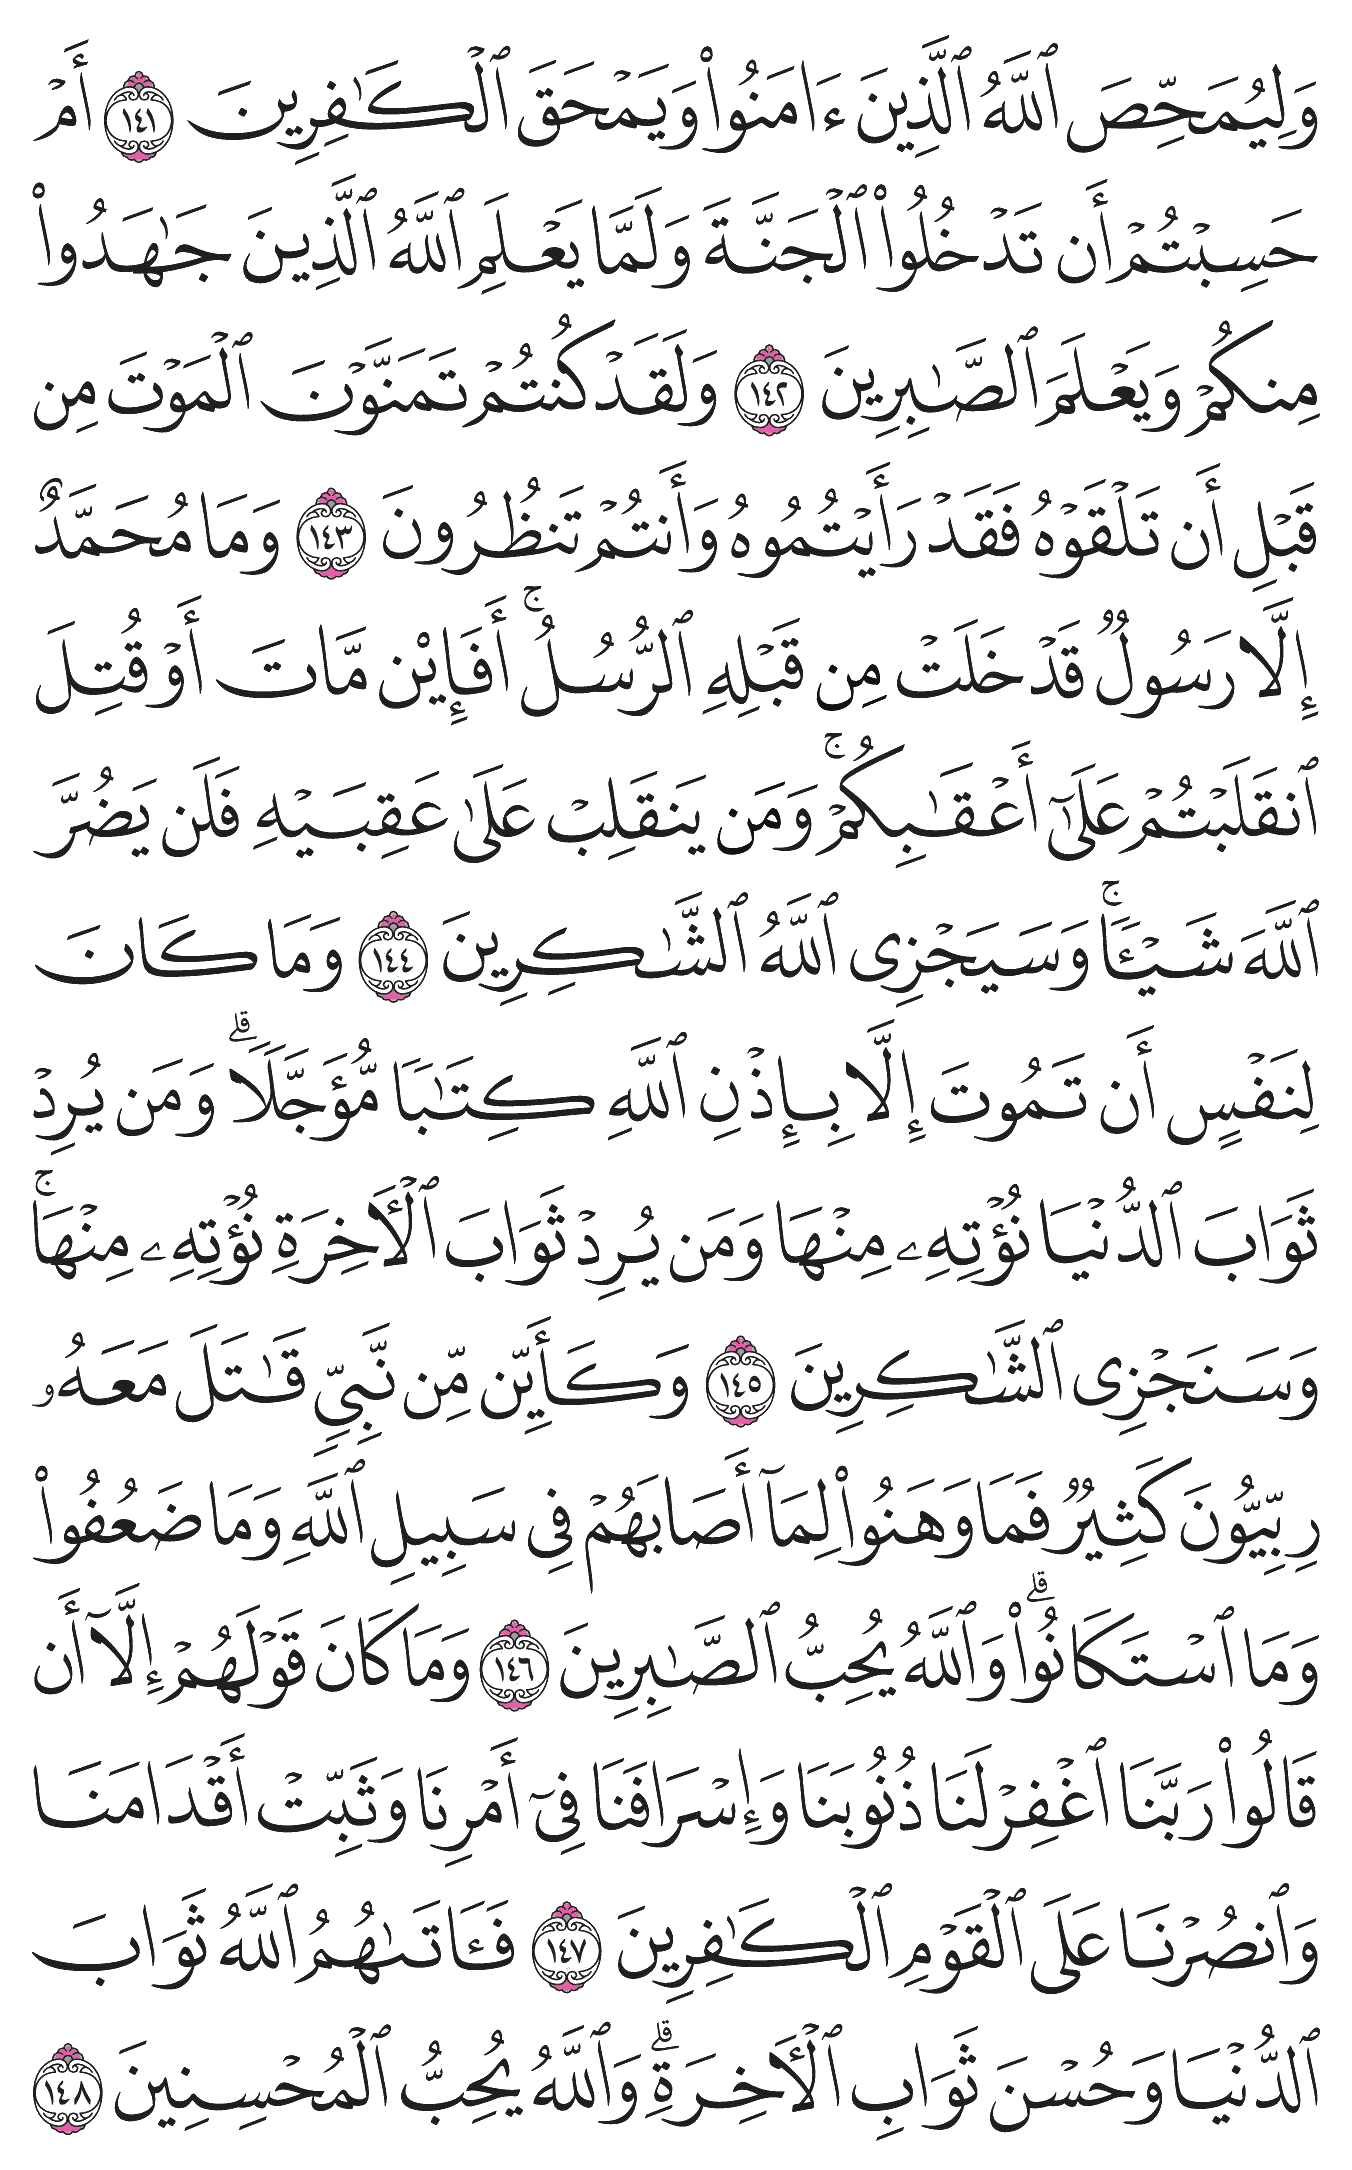 وَلِيُمَحِّصَ ٱللَّهُ ٱلَّذِينَ ءَامَنُوا۟ وَيَمْحَقَ ٱلْكَـٰفِرِينَ ١٤١ أَمْ
حَسِبْتُمْ أَن تَدْخُلُوا۟ ٱلْجَنَّةَ وَلَمَّا يَعْلَمِ ٱللَّهُ ٱلَّذِينَ جَـٰهَدُوا۟
مِنكُمْ وَيَعْلَمَ ٱلصَّـٰبِرِينَ ١٤٢ وَلَقَدْ كُنتُمْ تَمَنَّوْنَ ٱلْمَوْتَ مِن
قَبْلِ أَن تَلْقَوْهُ فَقَدْ رَأَيْتُمُوهُ وَأَنتُمْ تَنظُرُونَ ١٤٣ وَمَا مُحَمَّدٌ
إِلَّا رَسُولٌ قَدْ خَلَتْ مِن قَبْلِهِ ٱلرُّسُلُ ۚ أَفَإِي۟ن مَّاتَ أَوْ قُتِلَ
ٱنقَلَبْتُمْ عَلَىٰٓ أَعْقَـٰبِكُمْ ۚ وَمَن يَنقَلِبْ عَلَىٰ عَقِبَيْهِ فَلَن يَضُرَّ
ٱللَّهَ شَيْـًٔا ۚ وَسَيَجْزِى ٱللَّهُ ٱلشَّـٰكِرِينَ ١٤٤ وَمَا كَانَ
لِنَفْسٍ أَن تَمُوتَ إِلَّا بِإِذْنِ ٱللَّهِ كِتَـٰبًا مُّؤَجَّلًا ۗ وَمَن يُرِدْ
ثَوَابَ ٱلدُّنْيَا نُؤْتِهِۦ مِنْهَا وَمَن يُرِدْ ثَوَابَ ٱلْـَٔاخِرَةِ نُؤْتِهِۦ مِنْهَا ۚ
وَسَنَجْزِى ٱلشَّـٰكِرِينَ ١٤٥ وَكَأَيِّن مِّن نَّبِىٍّ قَـٰتَلَ مَعَهُۥ
رِبِّيُّونَ كَثِيرٌ فَمَا وَهَنُوا۟ لِمَآ أَصَابَهُمْ فِى سَبِيلِ ٱللَّهِ وَمَا ضَعُفُوا۟
وَمَا ٱسْتَكَانُوا۟ ۗ وَٱللَّهُ يُحِبُّ ٱلصَّـٰبِرِينَ ١٤٦ وَمَا كَانَ قَوْلَهُمْ إِلَّآ أَن
قَالُوا۟ رَبَّنَا ٱغْفِرْ لَنَا ذُنُوبَنَا وَإِسْرَافَنَا فِىٓ أَمْرِنَا وَثَبِّتْ أَقْدَامَنَا
وَٱنصُرْنَا عَلَى ٱلْقَوْمِ ٱلْكَـٰفِرِينَ ١٤٧ فَـَٔاتَىٰهُمُ ٱللَّهُ ثَوَابَ
ٱلدُّنْيَا وَحُسْنَ ثَوَابِ ٱلْـَٔاخِرَةِ ۗ وَٱللَّهُ يُحِبُّ ٱلْمُحْسِنِينَ ١٤٨